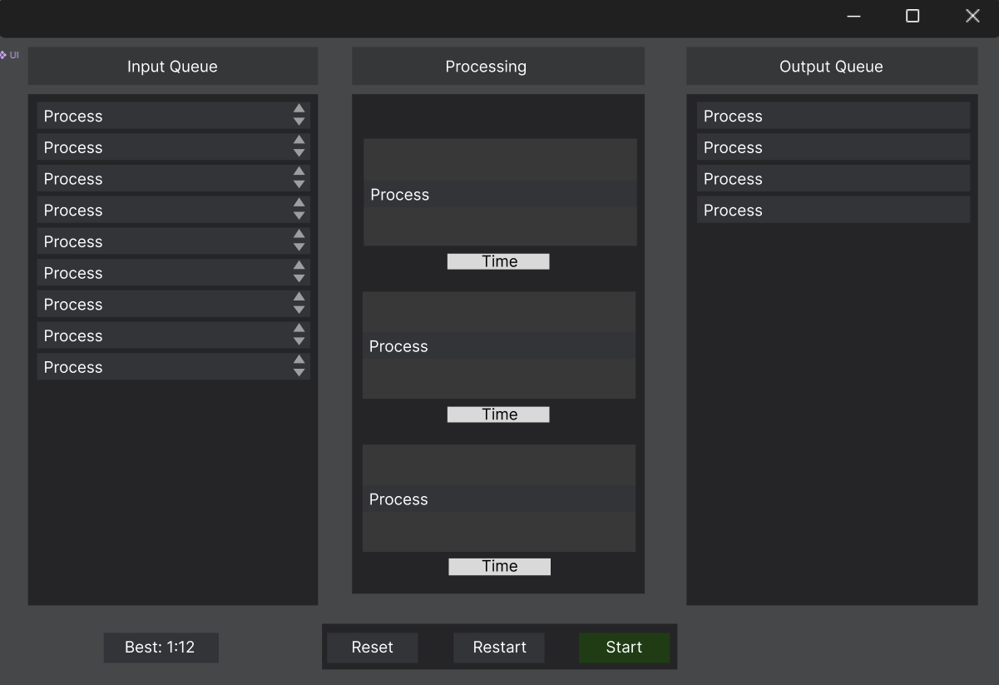 UI
Input Queue
Processing
Output Queue
Process
Process
Process
Process
Process
Process
Process
Process
Process
Process
Time
Process
Time
Process
Time
Process
Process
Process
Process
Best: 1:12
Reset
Restart
Start